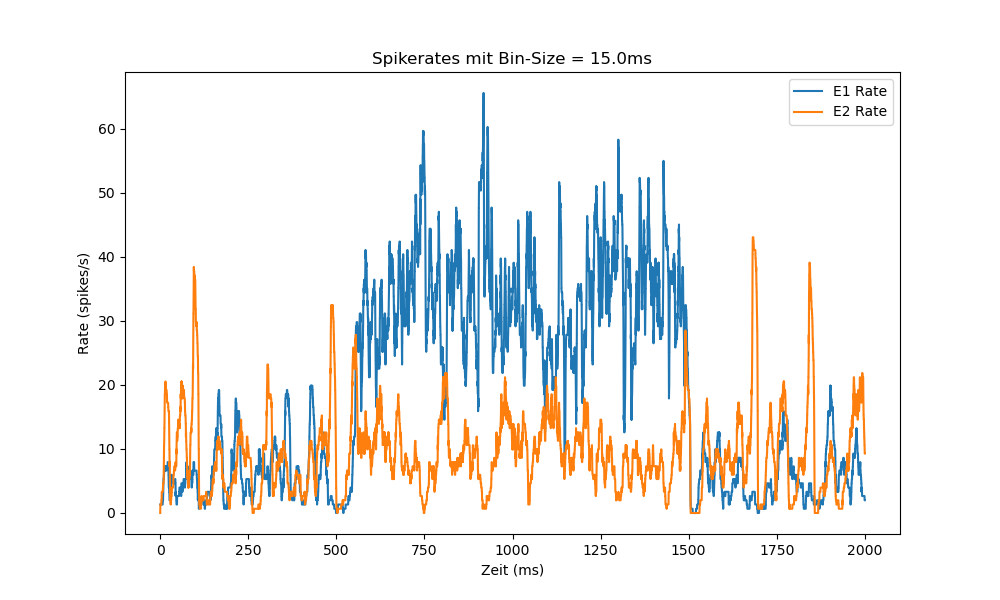 Spikerates mit Bin-Size = 15.0ms
E1 Rate
E2 Rate
Rate (spikes/s)
60
50
40
30
20
10
0
0 250 500 750 1000 1250 1500 1750 2000
Zeit (ms)